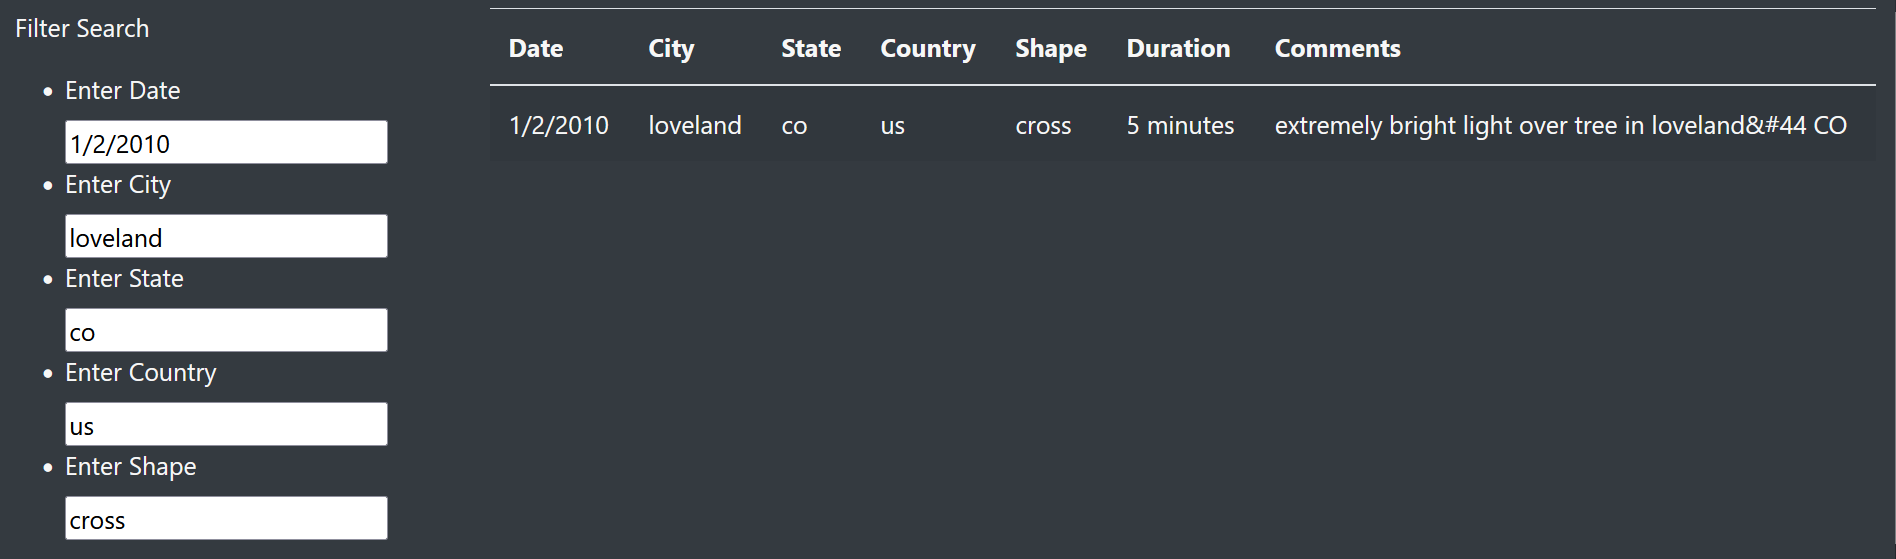 Filter Search
• Enter Date
1/2/2010
• Enter City
loveland
• Enter State
co
• Enter Country
us
• Enter Shape
cross
Date City State Country Shape Duration Comments
1/2/2010 loveland co us cross 5 minutes extremely bright light over tree in loveland&#44 CO